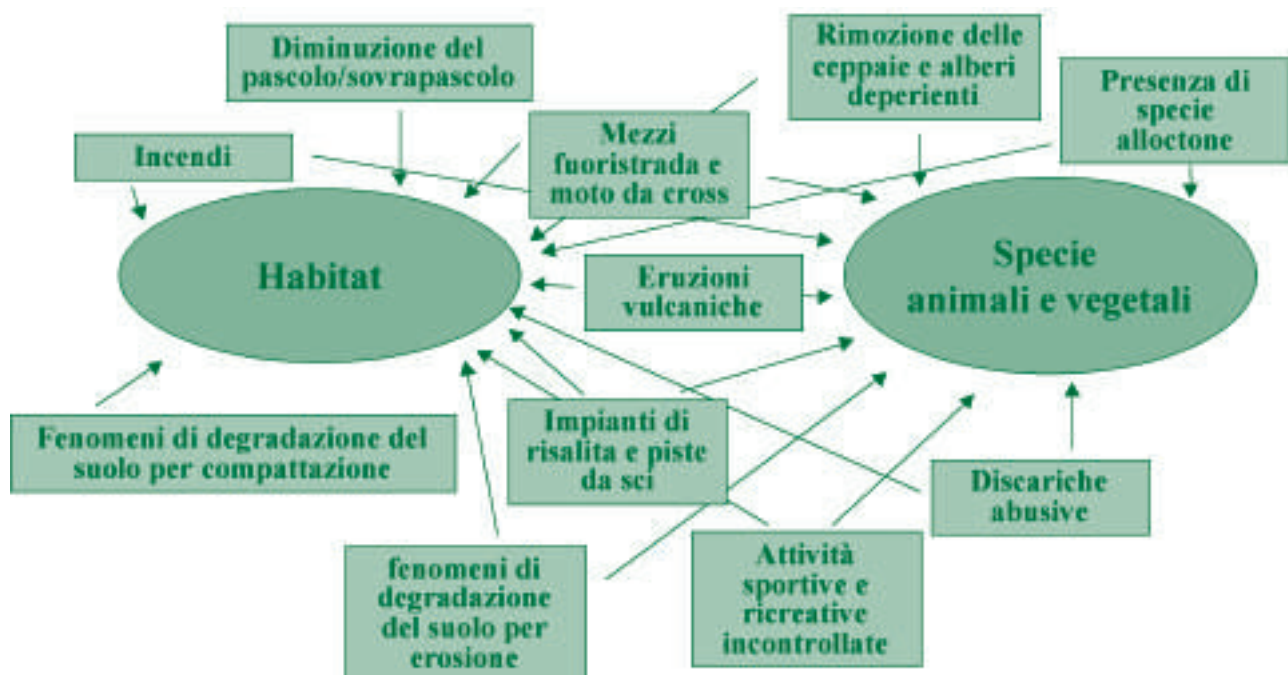 Diminuzione del
pascolo/sovrapascolo
Rimozione delle
ceppaie e alberi
deperienti
Presenza di
specie
alloctone
Incendi
Mezzi
fuoristrada e
moto da cross
Habitat
Eruzioni
vulcaniche
Specie
animali e vegetali
Fenomeni di degradazione del
suolo per compattazione
Impianti di
risalita e piste
da sci
Discariche
abusive
fenomeni di
degradazione
del suolo per
erosione
Attività
sportive e
ricreative
incontrollate